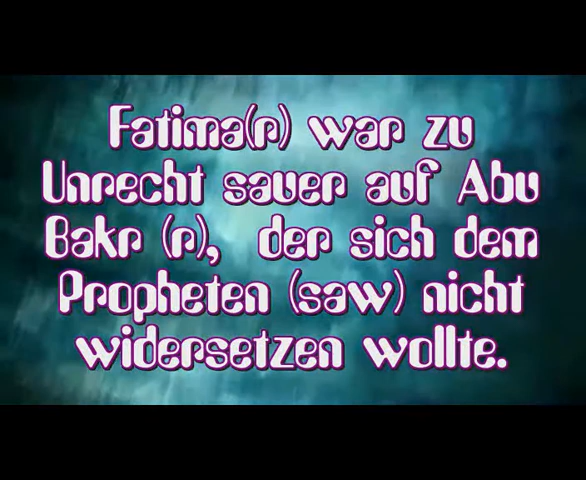 Fatima(r) war zu
Unrecht sauer auf Abu
Bakr (r), der sich dem
Propheten (saw) nicht
widersetzen wollte.